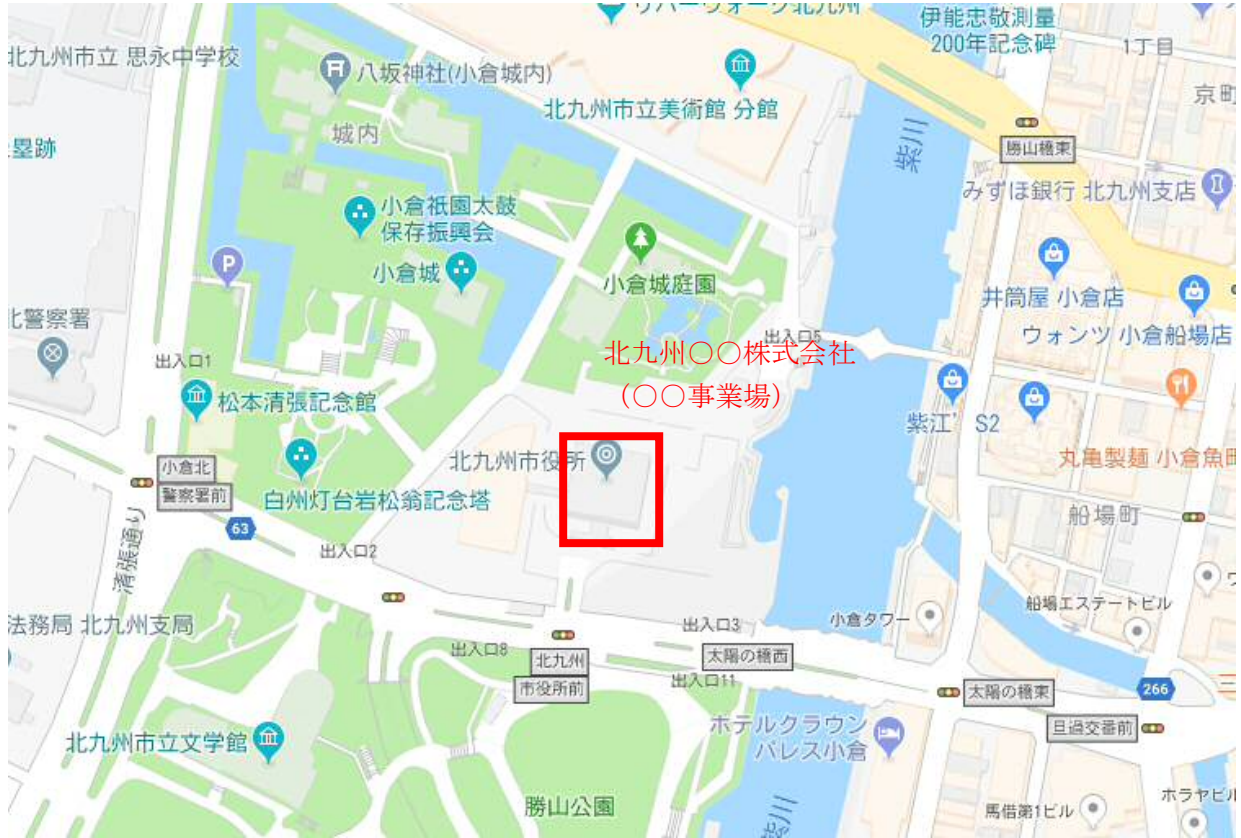 リバーウォーク北九州
伊能忠敬測量
200年記念碑
1丁目
北九州市立 思永中学校
八坂神社(小倉城内)
北九州市立美術館 分館
京町
城内
紫川
勝山橋東
塁跡
みずほ銀行 北九州支店
小倉祇園太鼓
保存振興会
小倉城
P
小倉城庭園
井筒屋 小倉店
ウォンツ 小倉船場店
北警察署
出入口1
出入口5
北九州〇〇株式会社
(〇〇事業場)
松本清張記念館
紫江'S2
丸亀製麺 小倉魚町
北九州市役所
小倉北
警察署前
白州灯台岩松翁記念塔
船場町
63
出入口2
清張通り
船場エステートビル
法務局 北九州支局
出入口3
小倉タワー
出入口8
北九州
市役所前
太陽の橋西
出入口11
太陽の橋東
266
三
旦過交番前
ホテルクラウン
パレス小倉
北九州市立文学館
勝山公園
紫川
馬借第1ビル
ホラヤビル